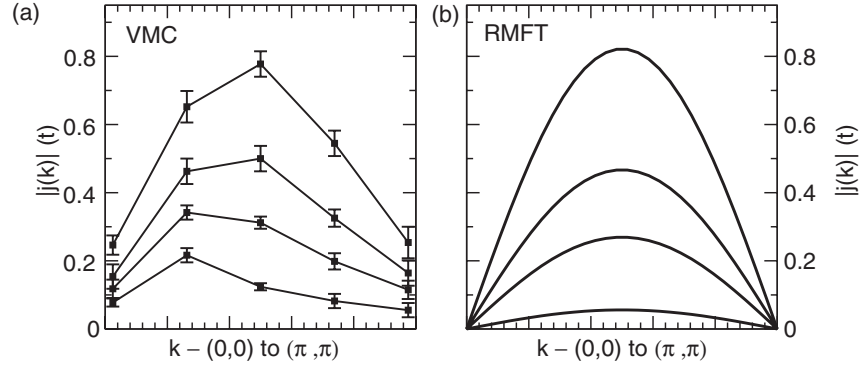 (a)
VMC
|j(k)| (t)
0.8
0.6
0.4
0.2
0
k – (0,0) to (π ,π)
(b)
RMFT
0.8
0.6
0.4
0.2
0
|j(k)| (t)
k – (0,0) to (π ,π)